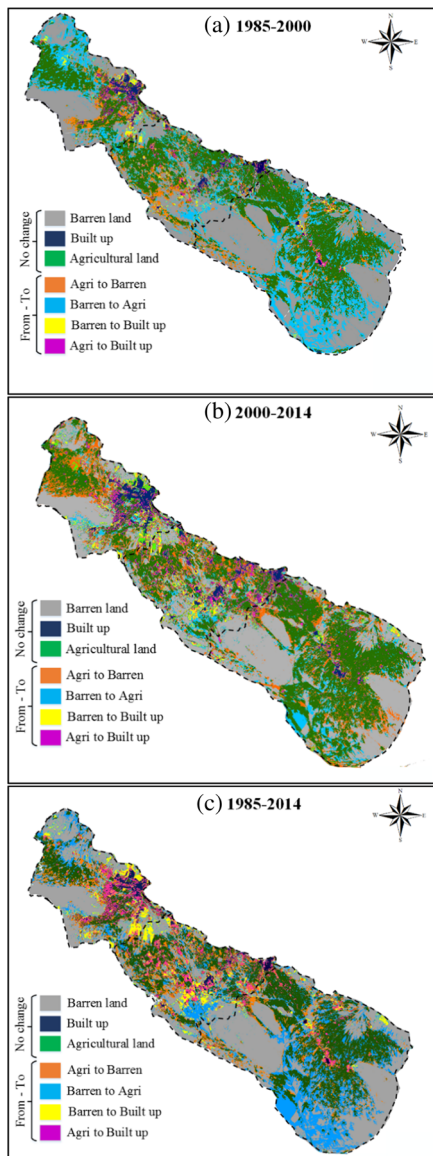 (a) 1985-2000
N
W E
S
No change
Barren land
Built up
Agricultural land
From - To
Agri to Barren
Barren to Agri
Barren to Built up
Agri to Built up
(b) 2000-2014
N
W E
S
No change
Barren land
Built up
Agricultural land
From - To
Agri to Barren
Barren to Agri
Barren to Built up
Agri to Built up
(c) 1985-2014
N
W E
S
No change
Barren land
Built up
Agricultural land
From - To
Agri to Barren
Barren to Agri
Barren to Built up
Agri to Built up